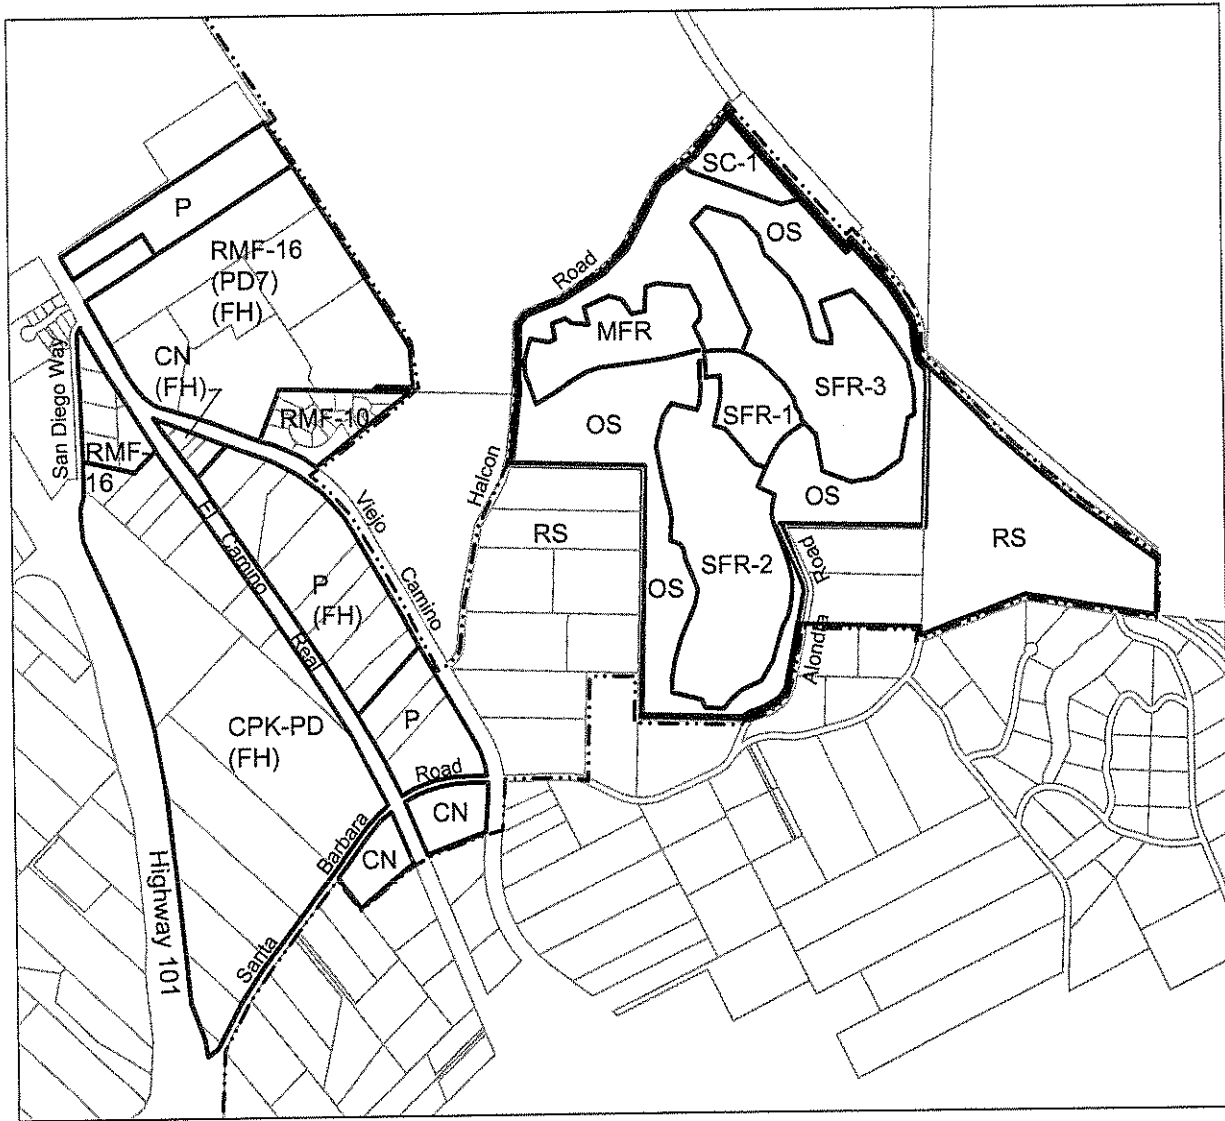 SC-1
P
OS
RMF-16
(PD7)
(FH)
Road
MFR
CN
(FH)
SFR-3
San Diego Way
RMF-10
SFR-1
OS
RMF-
16
Halcon
OS
Viejo
El Camino Real
RS
RS
Road
SFR-2
P
(FH)
Camino
OS
Alondra
CPK-PD
(FH)
P
Road
CN
Barbara
CN
Highway 101
Santa